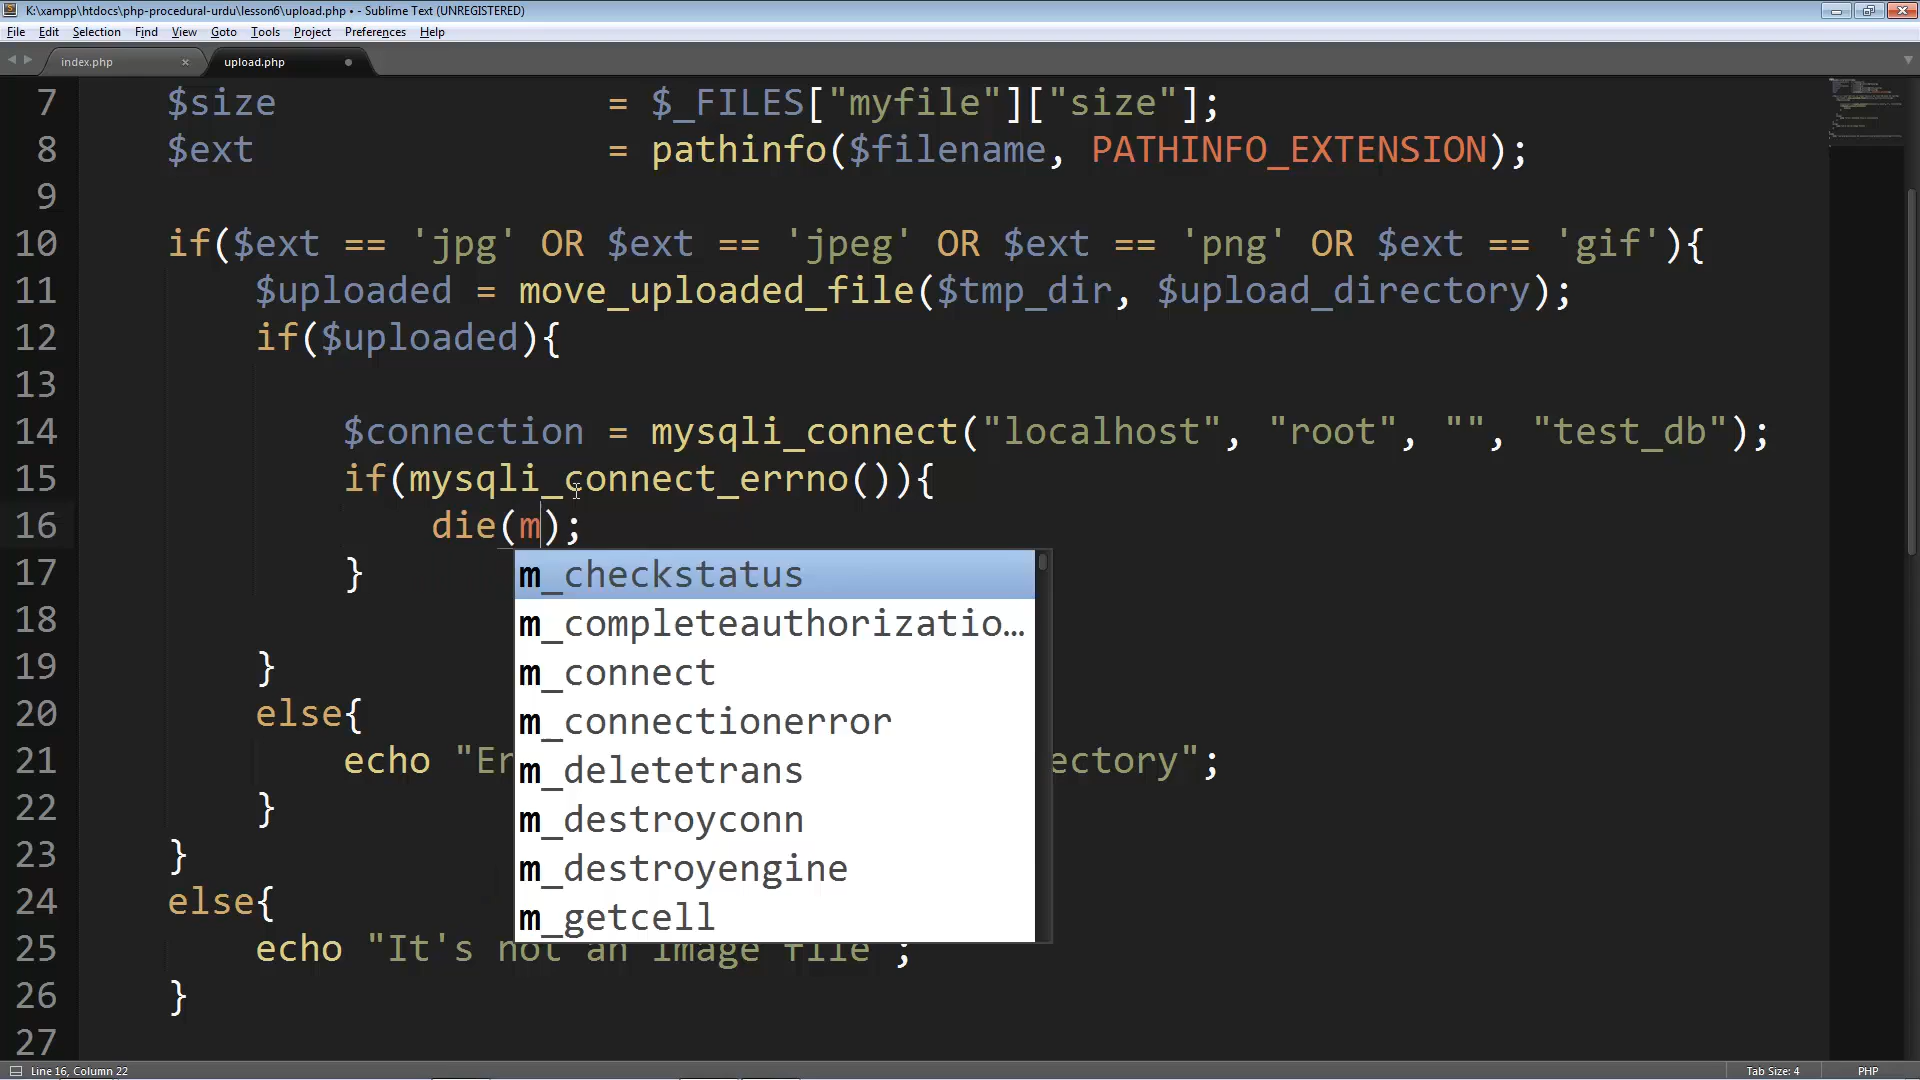 K:\xampp\htdocs\php-procedural-urdu\lesson6\upload.php • - Sublime Text (UNREGISTERED)
File Edit Selection Find View Goto Tools Project Preferences Help
index.php × upload.php
7 $size = $_FILES["myfile"]["size"];
8 $ext = pathinfo($filename, PATHINFO_EXTENSION);
9
10 if($ext == 'jpg' OR $ext == 'jpeg' OR $ext == 'png' OR $ext == 'gif'){
11 $uploaded = move_uploaded_file($tmp_dir, $upload_directory);
12 if($uploaded){
13
14 $connection = mysqli_connect("localhost", "root", "", "test_db");
15 if(mysqli_connect_errno()){
16 die(m);
17 }
m_checkstatus
m_completeauthorizatio…
18
m_connect
19 }
m_connectionerror
20 else{
m_deletetrans
21 echo "Er ectory";
m_destroyconn
22 }
m_destroyengine
23 }
m_getcell
24 else{
25 echo "It's not an image file ;
26 }
27
Line 16, Column 22 Tab Size: 4 PHP